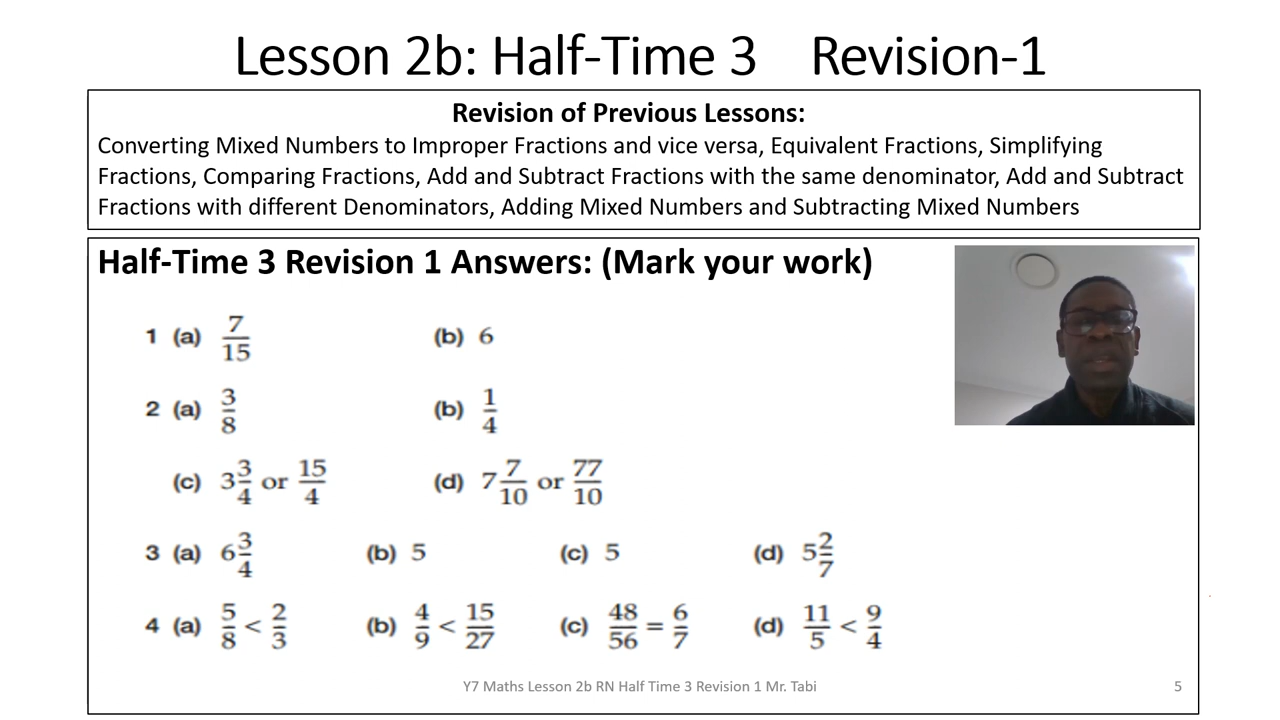 Lesson 2b: Half-Time 3 Revision-1
Revision of Previous Lessons:
Converting Mixed Numbers to Improper Fractions and vice versa, Equivalent Fractions, Simplifying
Fractions, Comparing Fractions, Add and Subtract Fractions with the same denominator, Add and Subtract
Fractions with different Denominators, Adding Mixed Numbers and Subtracting Mixed Numbers
Half-Time 3 Revision 1 Answers: (Mark your work)
1 (a) 7/15 (b) 6
2 (a) 3/8 (b) 1/4
(c) 3 3/4 or 15/4 (d) 7 7/10 or 77/10
3 (a) 6 3/4 (b) 5 (c) 5 (d) 5 2/7
4 (a) 5/8 < 2/3 (b) 4/9 < 15/27 (c) 48/56 = 6/7 (d) 11/5 < 9/4
Y7 Maths Lesson 2b RN Half Time 3 Revision 1 Mr. Tabi 5